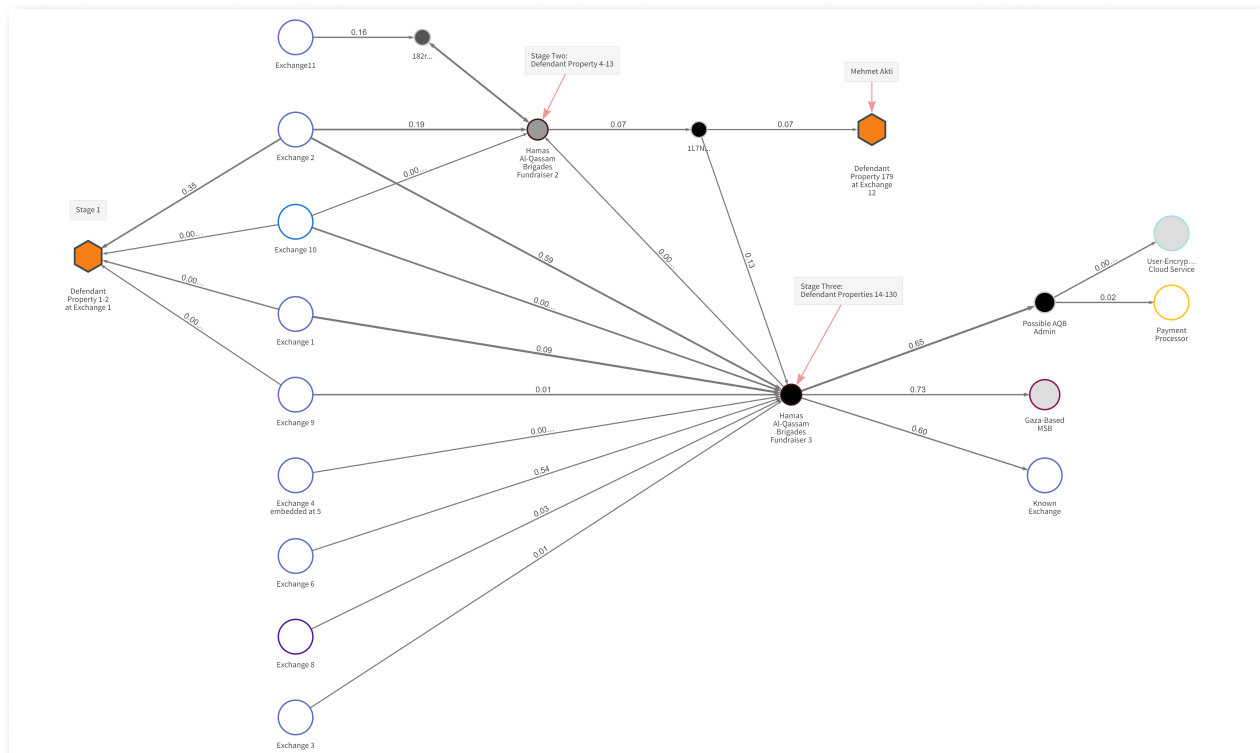 0.16
Exchange11
182r...
Stage Two:
Defendant Property 4-13
Mehmet Akti
0.19
Exchange 2
0.07
Hamas
Al-Qassam
Brigades
Fundraiser 2
1L7N...
0.07
Defendant
Property 179
at Exchange
12
0.00...
0.35
Stage 1
0.00...
Exchange 10
0.59
0.00...
0.13
0.00...
User-Encryp...
Cloud Service
Defendant
Property 1-2
at Exchange 1
0.00...
0.00...
Stage Three:
Defendant Properties 14-130
0.02
Payment
Processor
Possible AQB
Admin
0.00...
Exchange 1
0.09
0.65
Exchange 9
0.01
0.73
Hamas
Al-Qassam
Brigades
Fundraiser 3
Gaza-Based
MSB
0.00...
0.60
Exchange 4
embedded at 5
0.54
Known
Exchange
0.03
0.01
Exchange 6
Exchange 8
Exchange 3